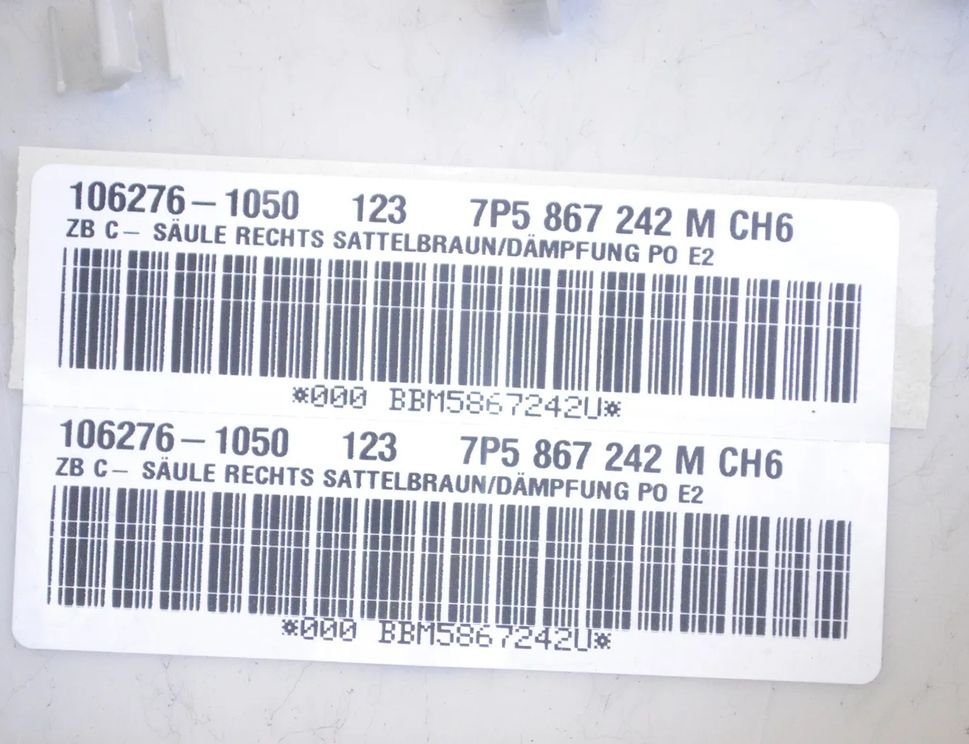 106276-1050 123 7P5 867 242 M CH6
ZB C- SÄULE RECHTS SATTELBRAUN/DÄMPFUNG PO E2
*000 BBM5867242U*
106276-1050 123 7P5 867 242 M CH6
ZB C- SÄULE RECHTS SATTELBRAUN/DÄMPFUNG PO E2
*000 BBM5867242U*